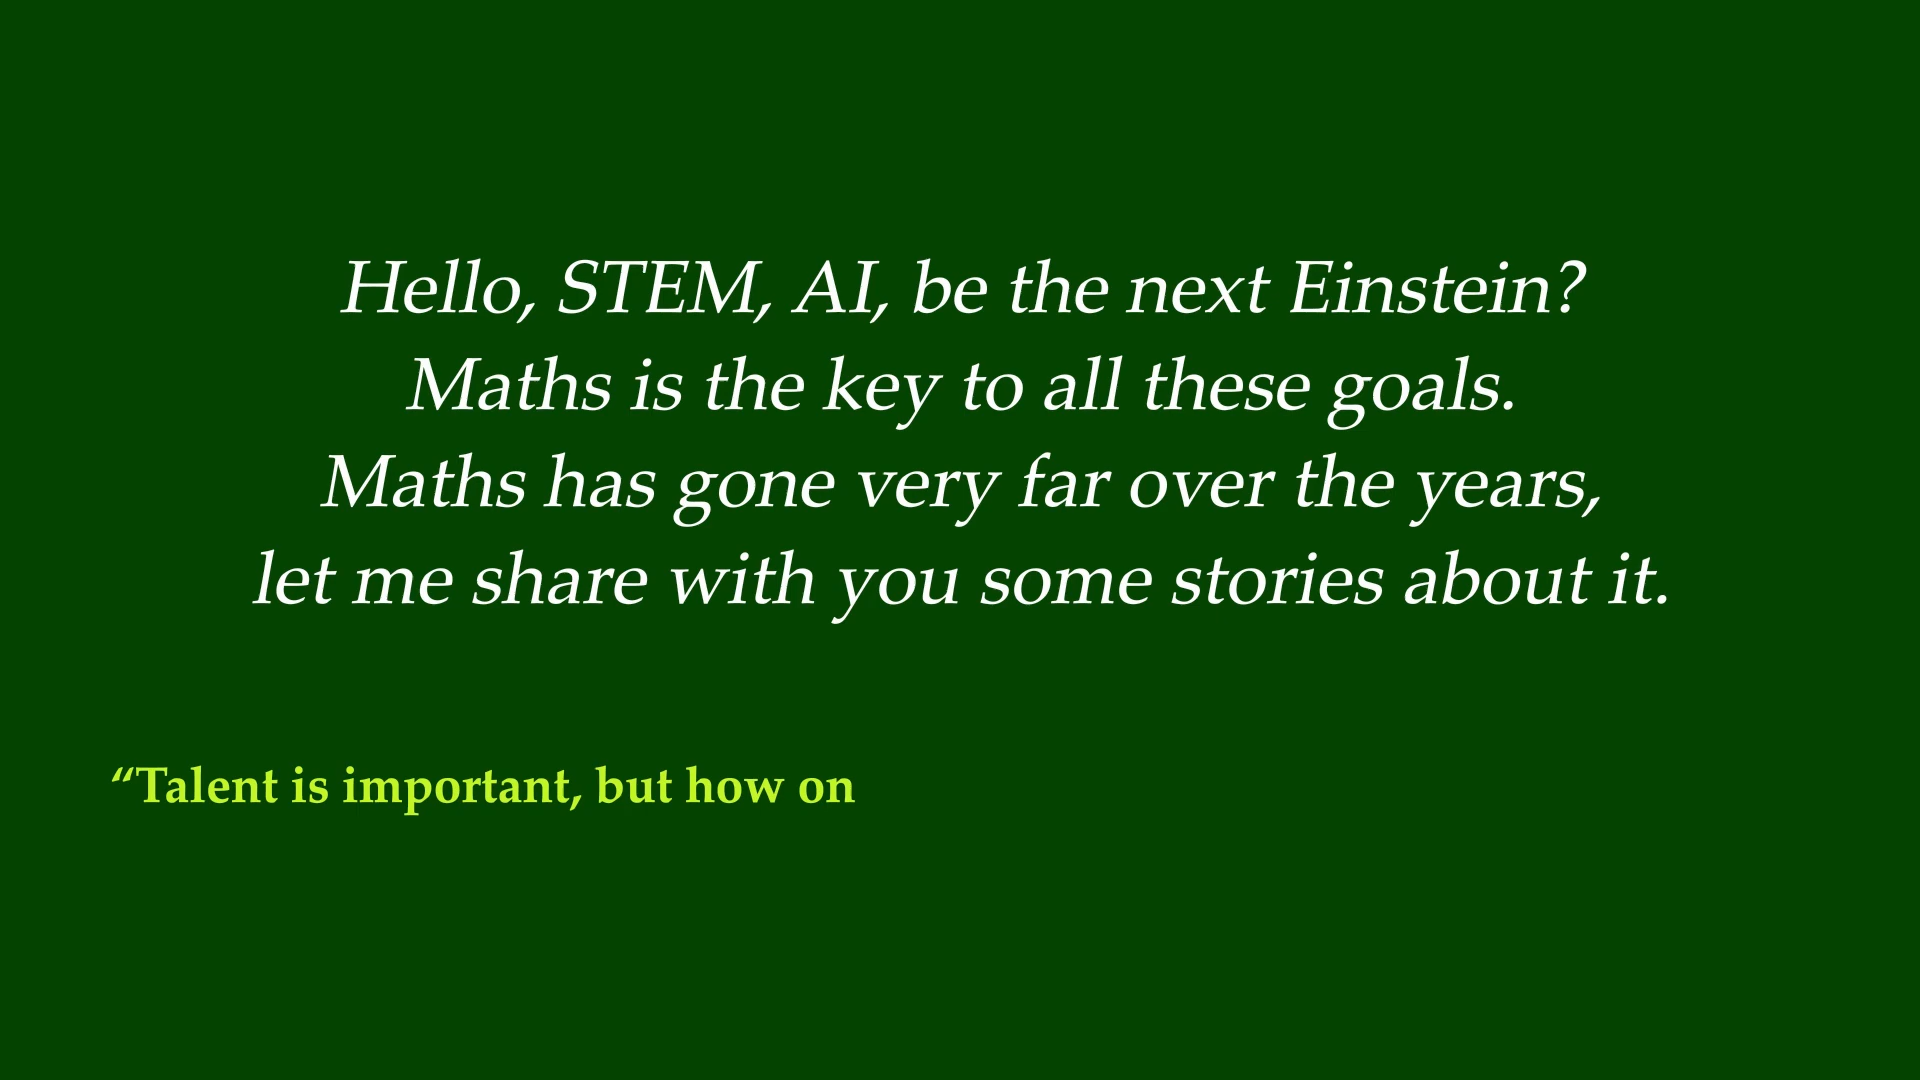 Hello, STEM, AI, be the next Einstein?
Maths is the key to all these goals.
Maths has gone very far over the years,
let me share with you some stories about it.
“Talent is important, but how on